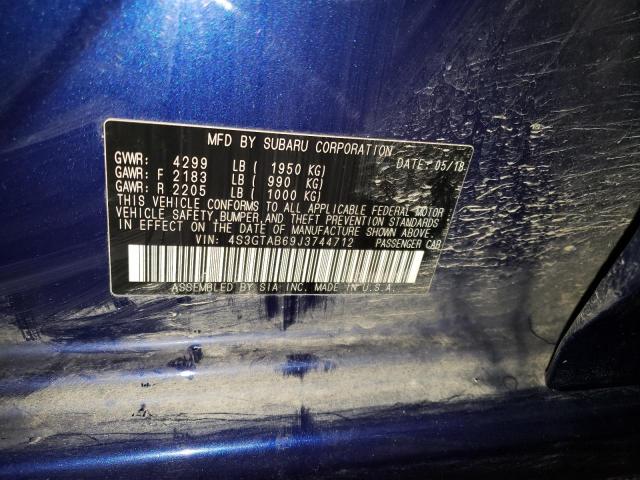 MFD BY SUBARU CORPORATION
GVWR: 4299 LB ( 1950 KG) DATE: 05/18
GAWR: F 2183 LB ( 990 KG)
GAWR: R 2205 LB ( 1000 KG)
THIS VEHICLE CONFORMS TO ALL APPLICABLE FEDERAL MOTOR
VEHICLE SAFETY, BUMPER, AND THEFT PREVENTION STANDARDS
IN EFFECT ON THE DATE OF MANUFACTURE SHOWN ABOVE.
VIN: 4S3GTAB69J3744712 PASSENGER CAR
ASSEMBLED BY SIA INC. MADE IN U.S.A.